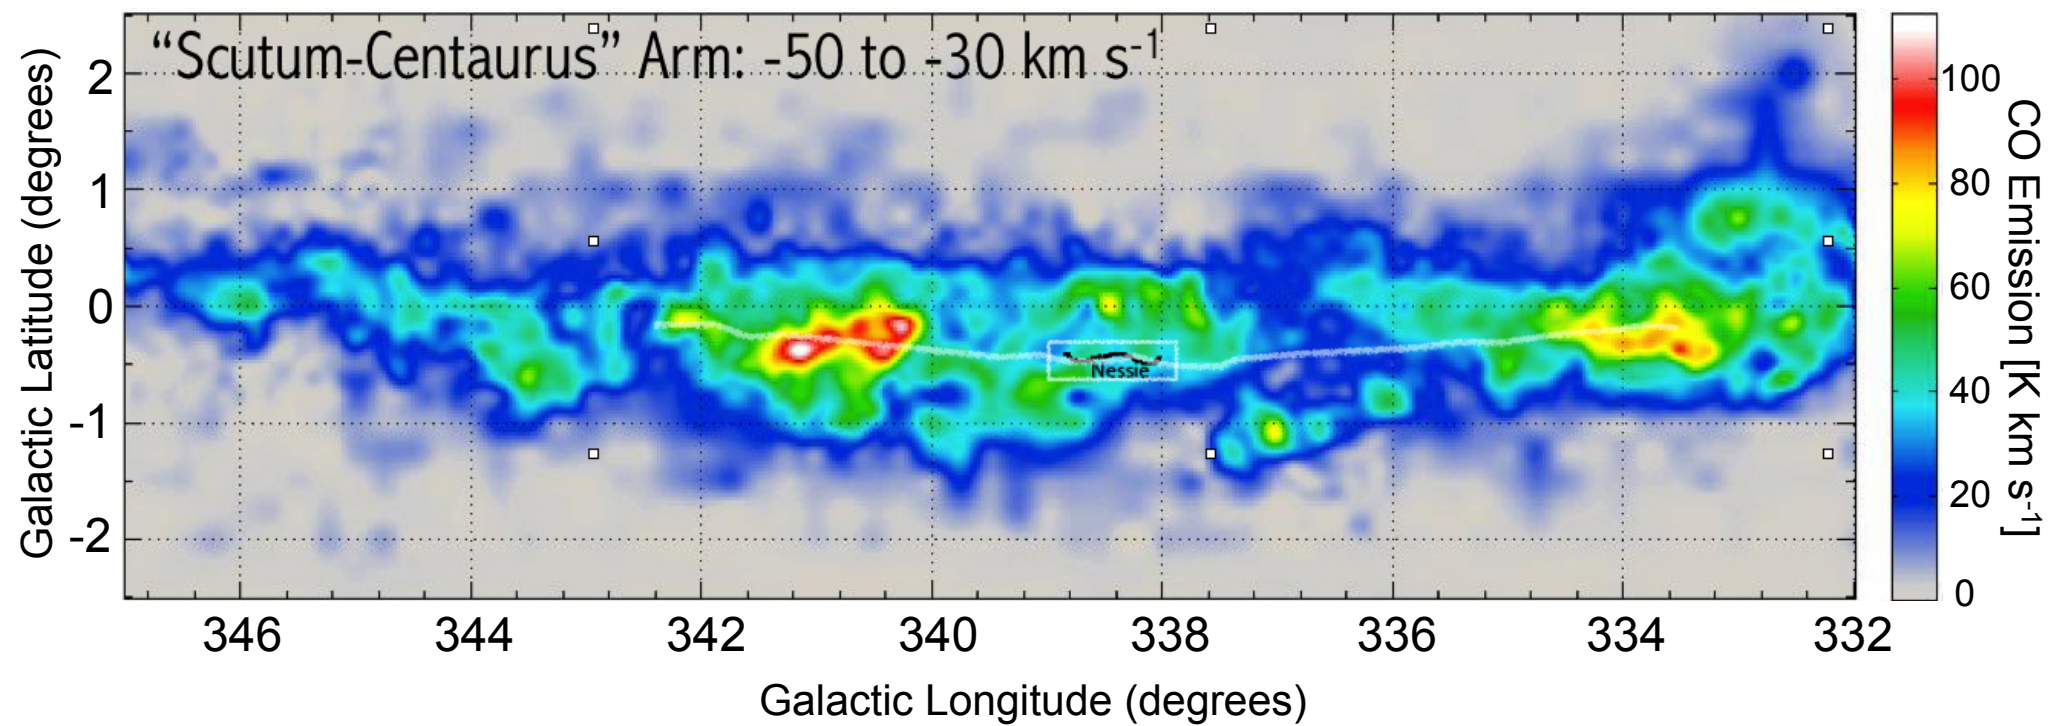 “Scutum-Centaurus” Arm: -50 to -30 km s-1
Galactic Latitude (degrees)
2
1
0
-1
-2
Nessie
346 344 342 340 338 336 334 332
Galactic Longitude (degrees)
100
80
60
40
20
0
CO Emission [K km s-1]